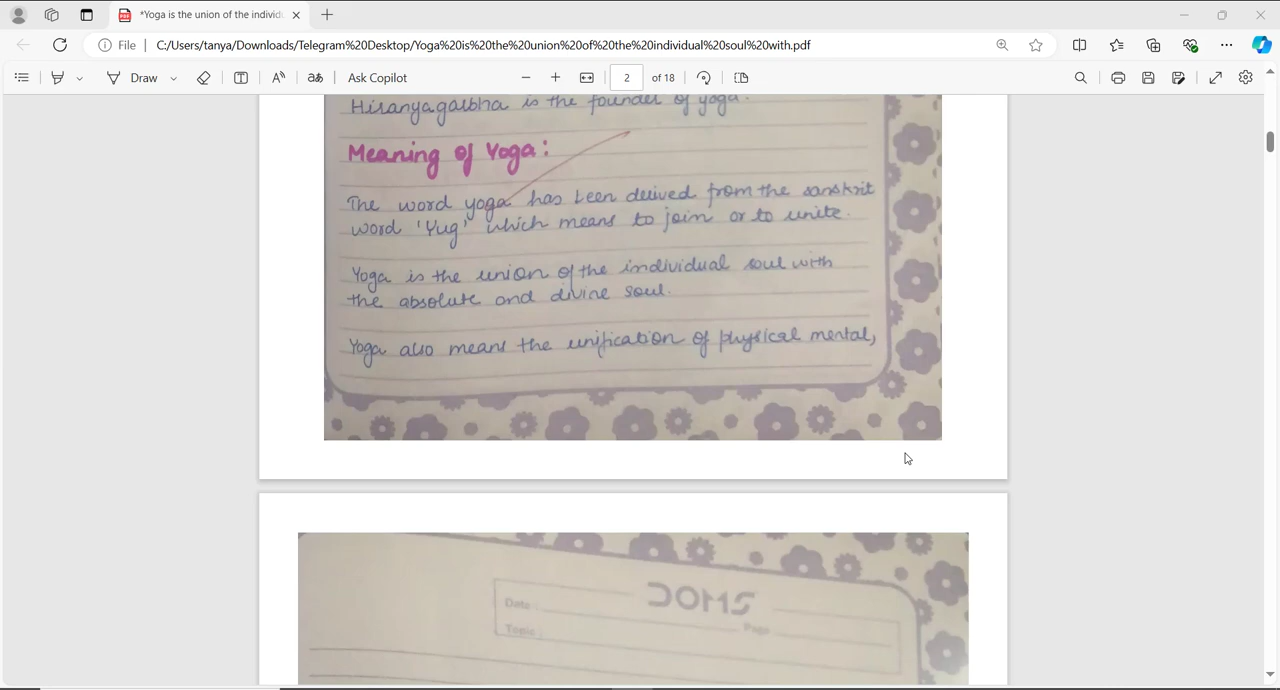 *Yoga is the union of the individu
File
C:/Users/tanya/Downloads/Telegram%20Desktop/Yoga%20is%20the%20union%20of%20the%20individual%20soul%20with.pdf
Draw
aあ
Ask Copilot
2
of 18
Hiranyagarbha is the founder of yoga.
Meaning of Yoga:
The word yoga has been derived from the sanskrit
word 'Yug' which means to join or to unite.
Yoga is the union of the individual soul with
the absolute and divine soul.
Yoga also means the unification of physical mental,
DOMS
Date :
Page
Topic :